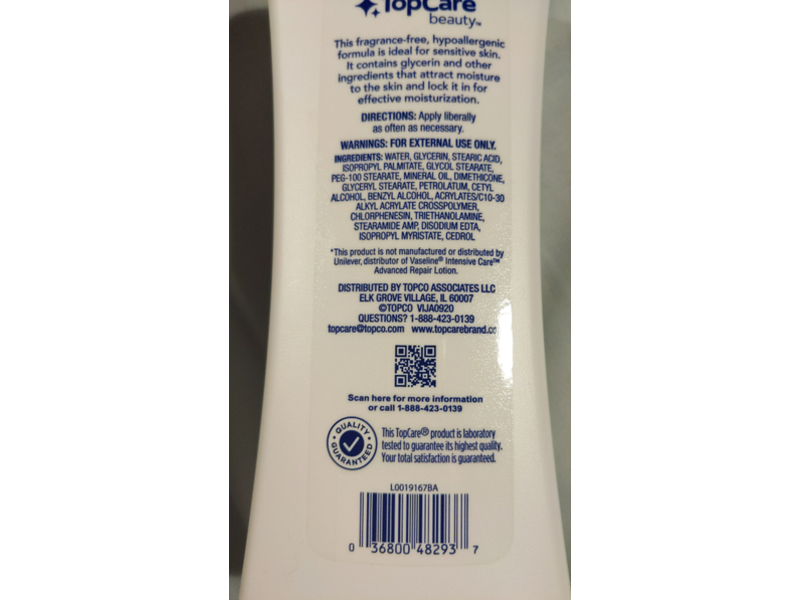 TopCare
beauty™
This fragrance-free, hypoallergenic
formula is ideal for sensitive skin.
It contains glycerin and other
ingredients that attract moisture
to the skin and lock it in for
effective moisturization.
DIRECTIONS: Apply liberally
as often as necessary.
WARNINGS: FOR EXTERNAL USE ONLY.
INGREDIENTS: WATER, GLYCERIN, STEARIC ACID,
ISOPROPYL PALMITATE, GLYCOL STEARATE,
PEG-100 STEARATE, MINERAL OIL, DIMETHICONE,
GLYCERYL STEARATE, PETROLATUM, CETYL
ALCOHOL, BENZYL ALCOHOL, ACRYLATES/C10-30
ALKYL ACRYLATE CROSSPOLYMER,
CHLORPHENESIN, TRIETHANOLAMINE,
STEARAMIDE AMP, DISODIUM EDTA,
ISOPROPYL MYRISTATE, CEDROL
*This product is not manufactured or distributed by
Unilever, distributor of Vaseline® Intensive Care™
Advanced Repair Lotion.
DISTRIBUTED BY TOPCO ASSOCIATES LLC
ELK GROVE VILLAGE, IL 60007
©TOPCO VIJA0920
QUESTIONS? 1-888-423-0139
topcare@topco.com www.topcarebrand.co
Scan here for more information
or call 1-888-423-0139
QUALITY GUARANTEED
This TopCare® product is laboratory
tested to guarantee its highest quality.
Your total satisfaction is guaranteed.
L0019167BA
0 36800 48293 7